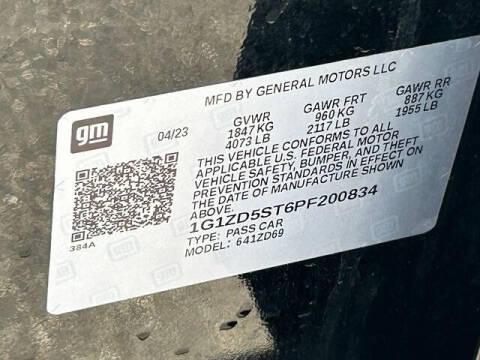 MFD BY GENERAL MOTORS LLC
gm
04/23
GVWR GAWR FRT GAWR RR
1847 KG 960 KG 887 KG
4073 LB 2117 LB 1955 LB
THIS VEHICLE CONFORMS TO ALL
APPLICABLE U.S. FEDERAL MOTOR
VEHICLE SAFETY, BUMPER, AND THEFT
PREVENTION STANDARDS IN EFFECT ON
THE DATE OF MANUFACTURE SHOWN
ABOVE.
1G1ZD5ST6PF200834
TYPE: PASS CAR
MODEL: 641ZD69
384A